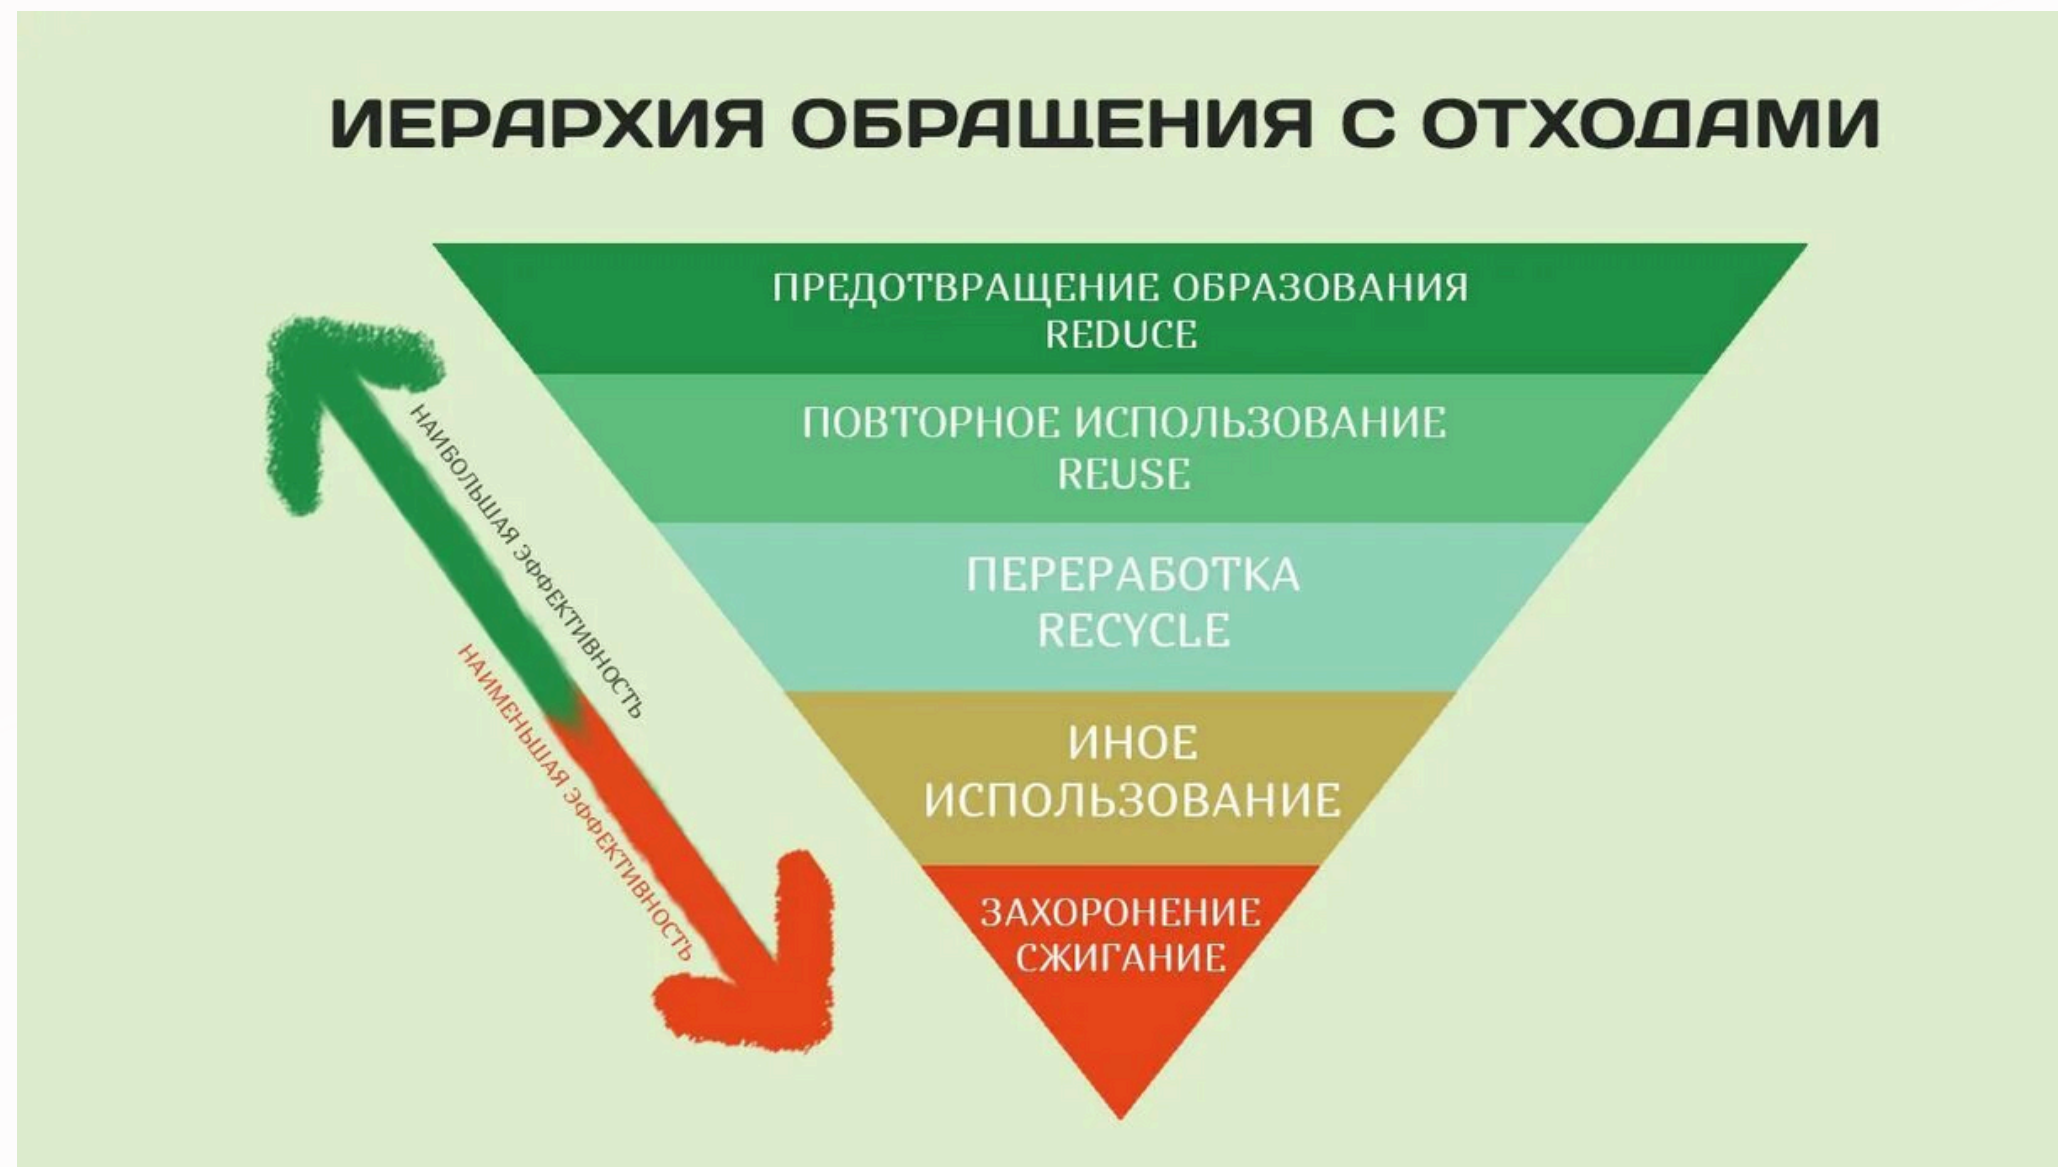 ИЕРАРХИЯ ОБРАЩЕНИЯ С ОТХОДАМИ
ПРЕДОТВРАЩЕНИЕ ОБРАЗОВАНИЯ
REDUCE
ПОВТОРНОЕ ИСПОЛЬЗОВАНИЕ
REUSE
ПЕРЕРАБОТКА
RECYCLE
ИНОЕ
ИСПОЛЬЗОВАНИЕ
ЗАХОРОНЕНИЕ
СЖИГАНИЕ
НАИБОЛЬШАЯ ЭФФЕКТИВНОСТЬ
НАИМЕНЬШАЯ ЭФФЕКТИВНОСТЬ